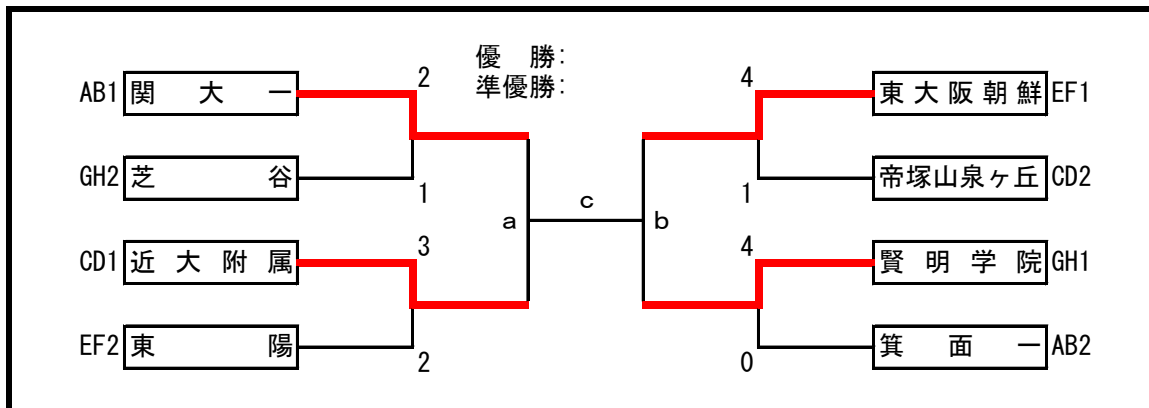 優勝:
準優勝:
AB1 関大一 2
4 東大阪朝鮮 EF1
GH2 芝谷 1
1 帝塚山泉ヶ丘 CD2
a c b
CD1 近大附属 3
4 賢明学院 GH1
EF2 東陽 2
0 箕面一 AB2